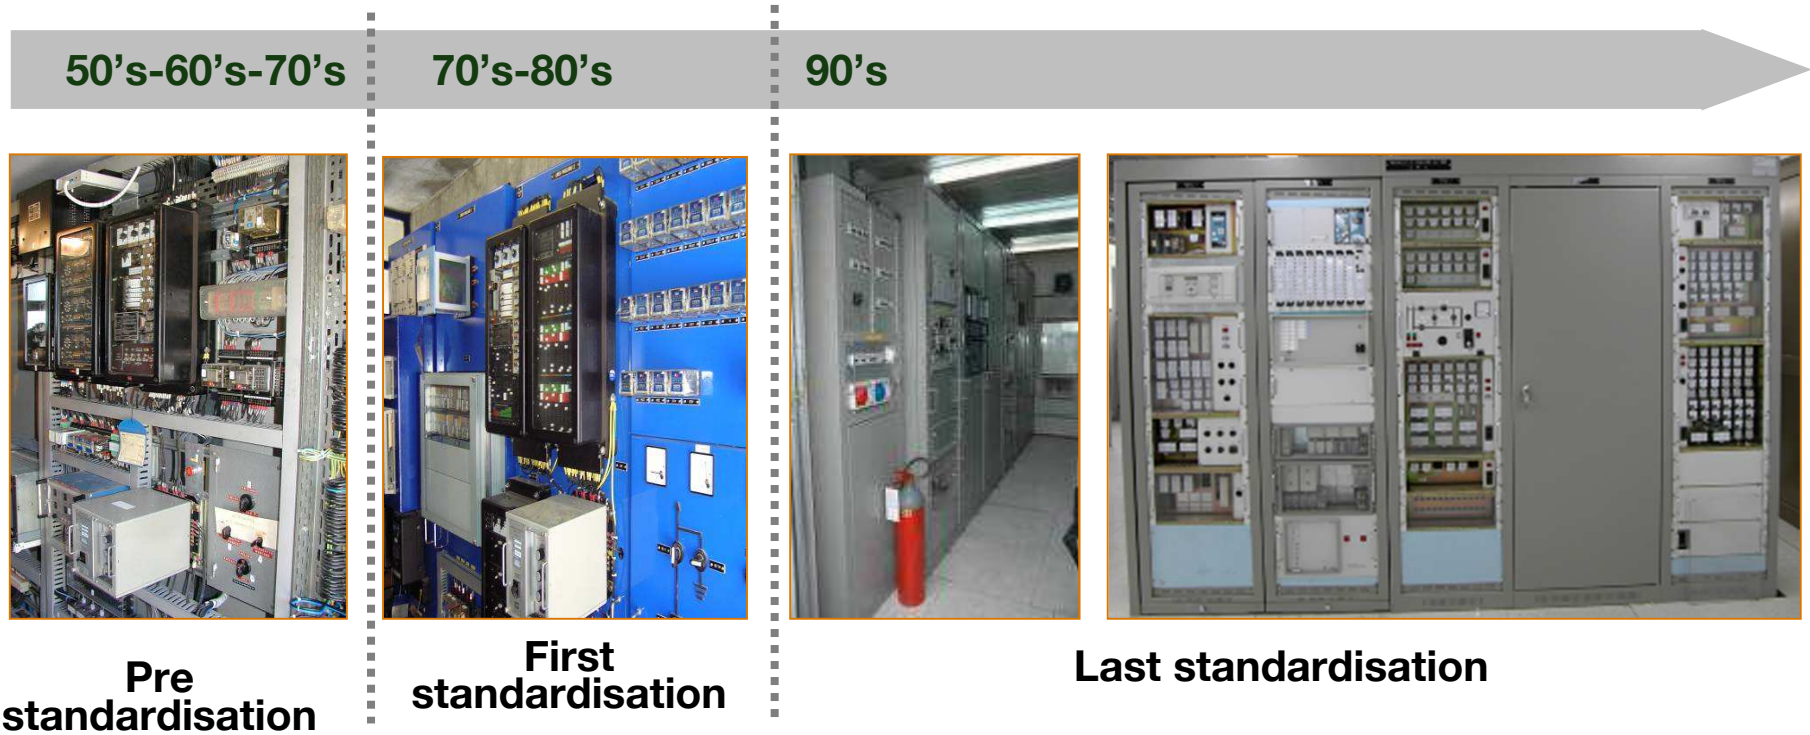 50's-60's-70's
70's-80's
90's
Pre
standardisation
First
standardisation
Last standardisation